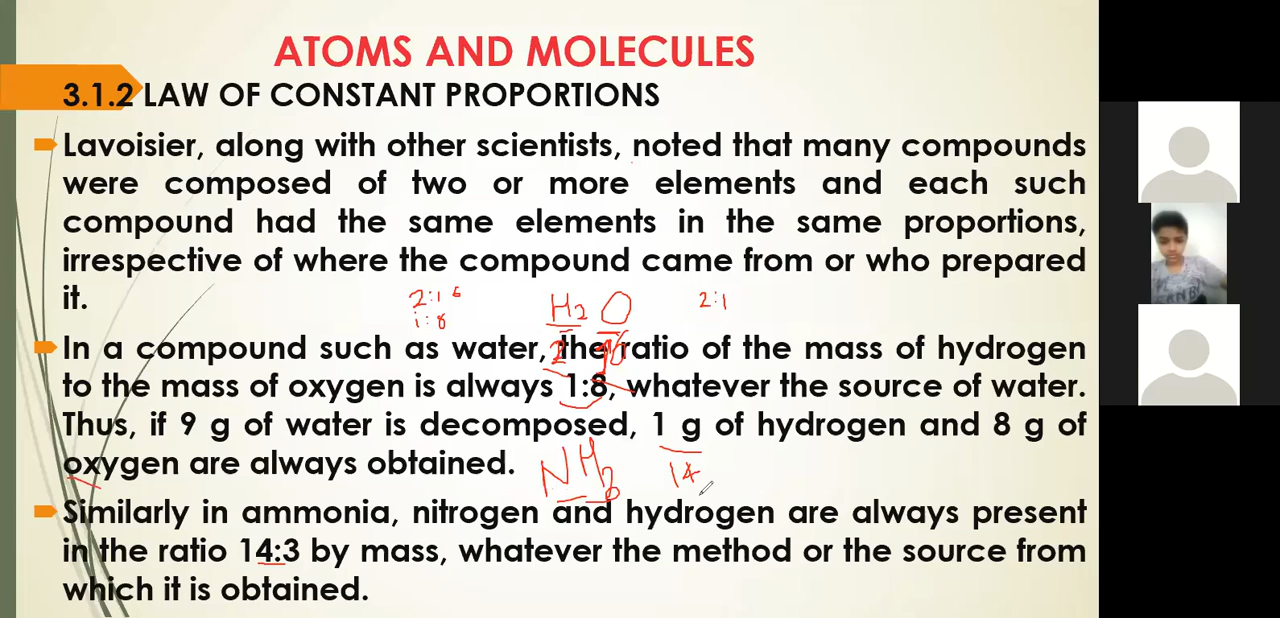 ATOMS AND MOLECULES
3.1.2 LAW OF CONSTANT PROPORTIONS
Lavoisier, along with other scientists, noted that many compounds
were composed of two or more elements and each such
compound had the same elements in the same proportions,
irrespective of where the compound came from or who prepared
it.
2:16
1:8
H2 O
2:1
In a compound such as water, the ratio of the mass of hydrogen
to the mass of oxygen is always 1:8, whatever the source of water.
Thus, if 9 g of water is decomposed, 1 g of hydrogen and 8 g of
oxygen are always obtained.
NH3
14
Similarly in ammonia, nitrogen and hydrogen are always present
in the ratio 14:3 by mass, whatever the method or the source from
which it is obtained.